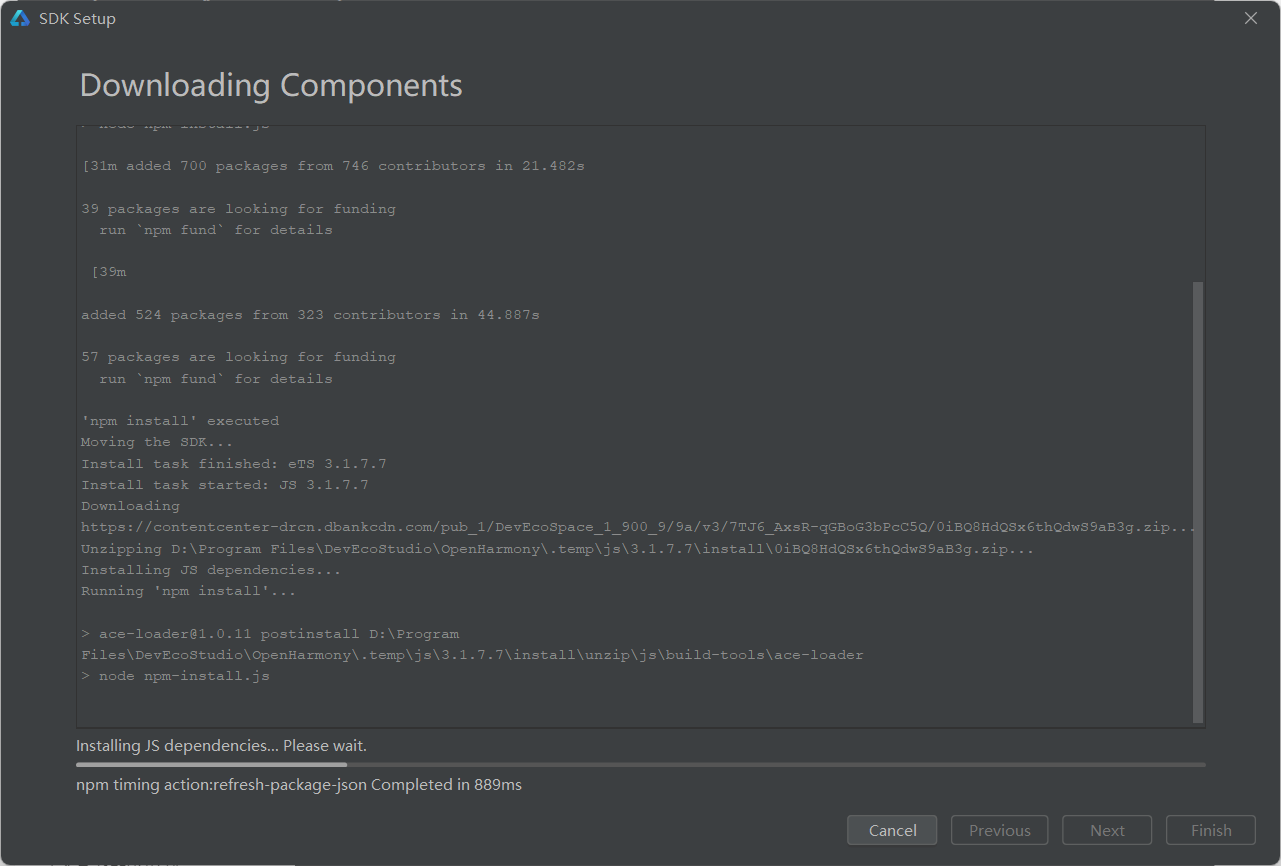 SDK Setup
Downloading Components
> node npm-install.js
[31m added 700 packages from 746 contributors in 21.482s
39 packages are looking for funding
run `npm fund` for details
[39m
added 524 packages from 323 contributors in 44.887s
57 packages are looking for funding
run `npm fund` for details
'npm install' executed
Moving the SDK...
Install task finished: eTS 3.1.7.7
Install task started: JS 3.1.7.7
Downloading
https://contentcenter-drcn.dbankcdn.com/pub_1/DevEcoSpace_1_900_9/9a/v3/7TJ6_AxsR-qGBoG3bPcC5Q/0iBQ8HdQSx6thQdwS9aB3g.zip...
Unzipping D:\Program Files\DevEcoStudio\OpenHarmony\.temp\js\3.1.7.7\install\0iBQ8HdQSx6thQdwS9aB3g.zip...
Installing JS dependencies...
Running 'npm install'...
> ace-loader@1.0.11 postinstall D:\Program
Files\DevEcoStudio\OpenHarmony\.temp\js\3.1.7.7\install\unzip\js\build-tools\ace-loader
> node npm-install.js
Installing JS dependencies... Please wait.
npm timing action:refresh-package-json Completed in 889ms
Cancel
Previous
Next
Finish